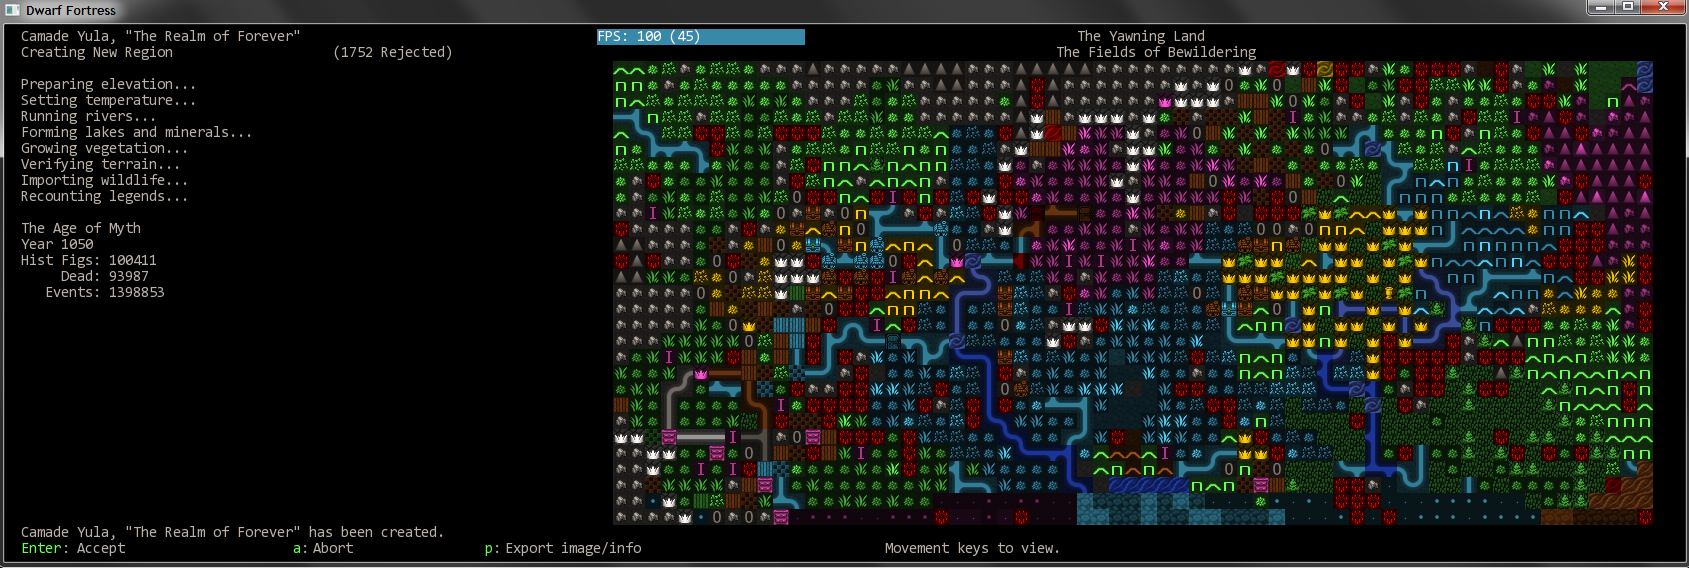 Dwarf Fortress
Camade Yula, "The Realm of Forever"
Creating New Region (1752 Rejected)
FPS: 100 (45)
The Yawning Land
The Fields of Bewildering
Preparing elevation...
Setting temperature...
Running rivers...
Forming lakes and minerals...
Growing vegetation...
Verifying terrain...
Importing wildlife...
Recounting legends...
The Age of Myth
Year 1050
Hist Figs: 100411
Dead: 93987
Events: 1398853
Camade Yula, "The Realm of Forever" has been created.
Enter: Accept a: Abort p: Export image/info Movement keys to view.